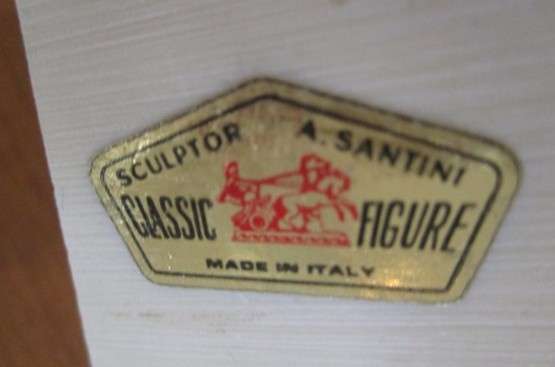 SCULPTOR A. SANTINI
CLASSIC FIGURE
MADE IN ITALY